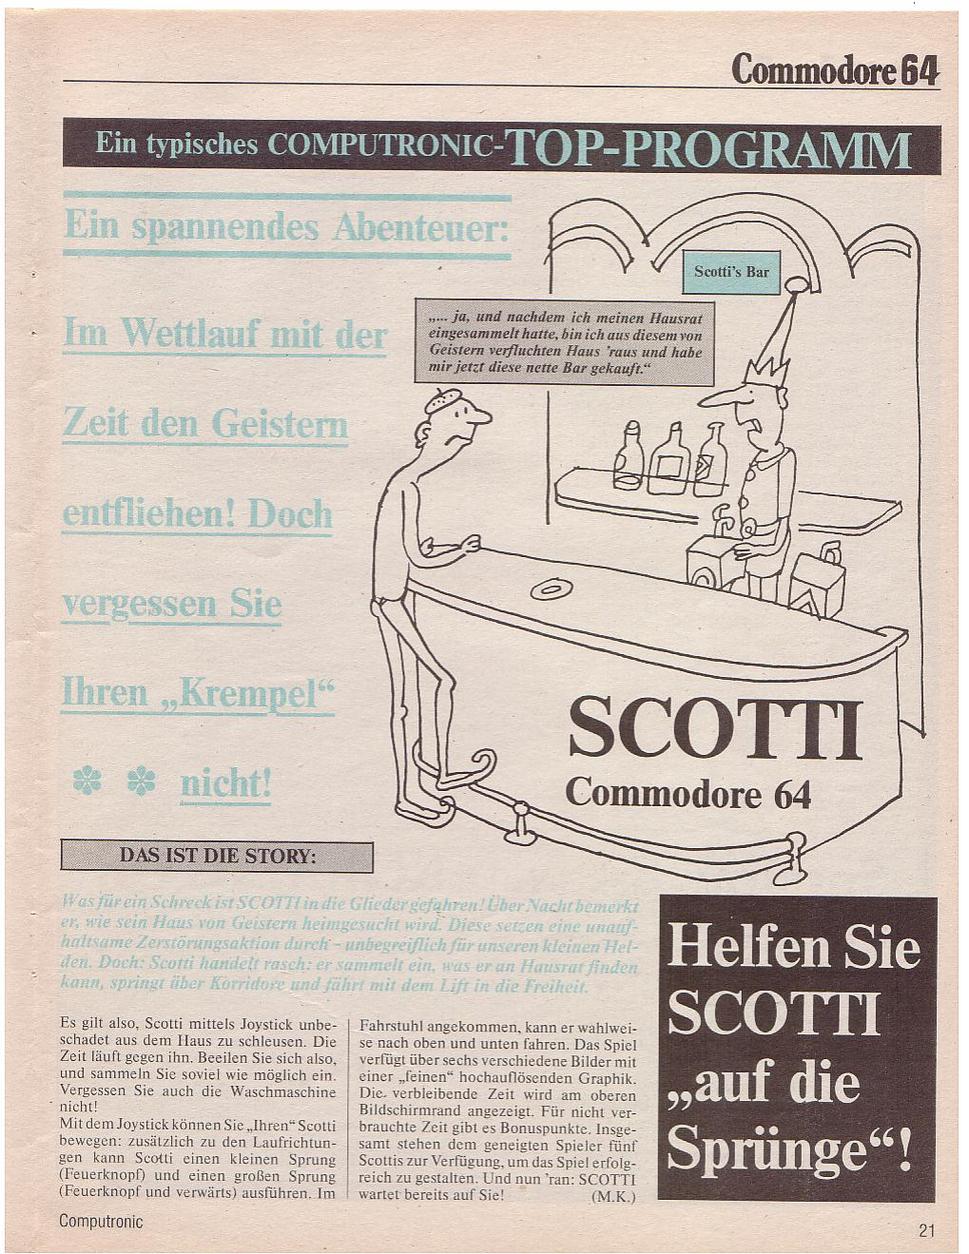 Commodore 64
Ein typisches COMPUTRONIC-TOP-PROGRAMM
Ein spannendes Abenteuer:
Im Wettlauf mit der
Zeit den Geistern
entfliehen! Doch
vergessen Sie
Ihren „Krempel“
nicht!
Scotti's Bar
„... ja, und nachdem ich meinen Hausrat
eingesammelt hatte, bin ich aus diesem von
Geistern verfluchten Haus 'raus und habe
mir jetzt diese nette Bar gekauft.“
SCOTTI
Commodore 64
DAS IST DIE STORY:
Was für ein Schreck ist SCOTTI in die Glieder gefahren! Über Nacht bemerkt
er, wie sein Haus von Geistern heimgesucht wird. Diese setzen eine unauf-
haltsame Zerstörungsaktion durch - unbegreiflich für unseren kleinen Hel-
den. Doch: Scotti handelt rasch: er sammelt ein, was er an Hausrat finden
kann, springt über Korridore und fährt mit dem Lift in die Freiheit.
Es gilt also, Scotti mittels Joystick unbe-
schadet aus dem Haus zu schleusen. Die
Zeit läuft gegen ihn. Beeilen Sie sich also,
und sammeln Sie soviel wie möglich ein.
Vergessen Sie auch die Waschmaschine
nicht!
Mit dem Joystick können Sie „Ihren“ Scotti
bewegen: zusätzlich zu den Laufrichtun-
gen kann Scotti einen kleinen Sprung
(Feuerknopf) und einen großen Sprung
(Feuerknopf und verwärts) ausführen. Im
Fahrstuhl angekommen, kann er wahlwei-
se nach oben und unten fahren. Das Spiel
verfügt über sechs verschiedene Bilder mit
einer „feinen“ hochauflösenden Graphik.
Die verbleibende Zeit wird am oberen
Bildschirmrand angezeigt. Für nicht ver-
brauchte Zeit gibt es Bonuspunkte. Insge-
samt stehen dem geneigten Spieler fünf
Scottis zur Verfügung, um das Spiel erfolg-
reich zu gestalten. Und nun 'ran: SCOTTI
wartet bereits auf Sie! (M.K.)
Helfen Sie
SCOTTI
„auf die
Sprünge“!
Computronic
21